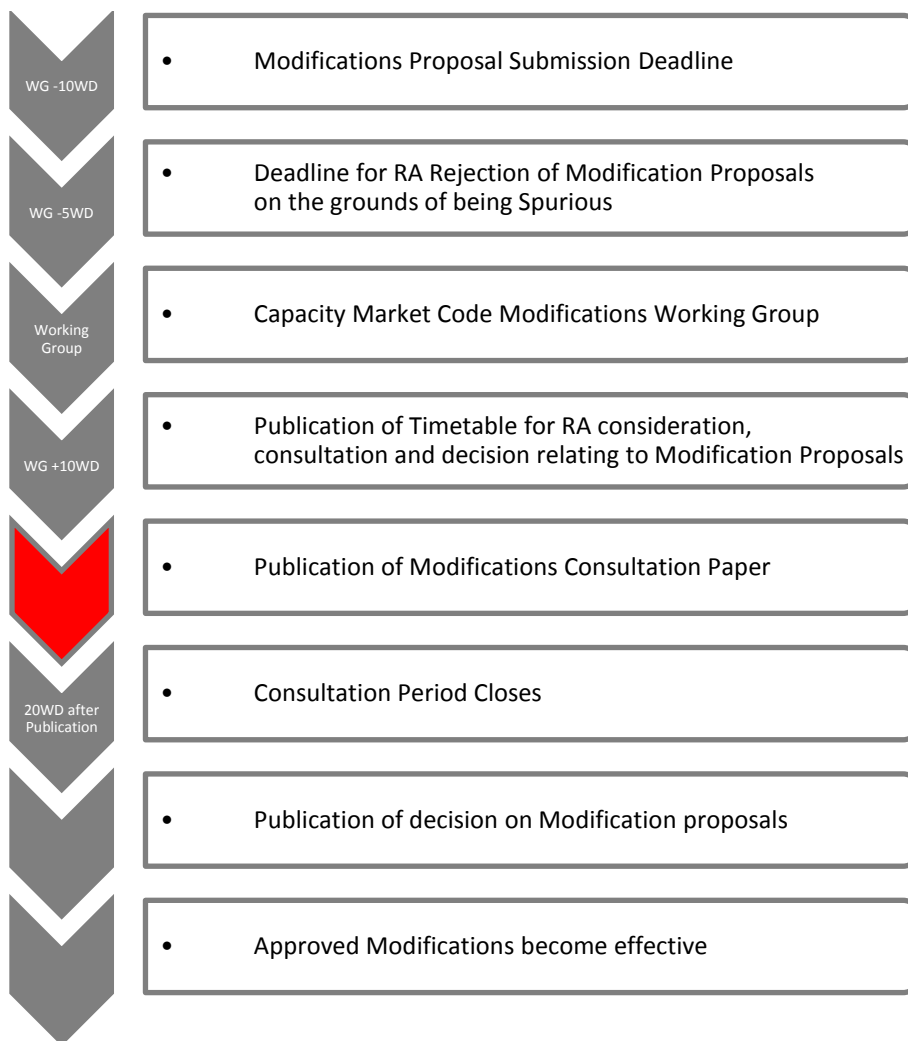 WG -10WD
• Modifications Proposal Submission Deadline
WG -5WD
• Deadline for RA Rejection of Modification Proposals
on the grounds of being Spurious
Working
Group
• Capacity Market Code Modifications Working Group
WG +10WD
• Publication of Timetable for RA consideration,
consultation and decision relating to Modification Proposals
• Publication of Modifications Consultation Paper
20WD after
Publication
• Consultation Period Closes
• Publication of decision on Modification proposals
• Approved Modifications become effective